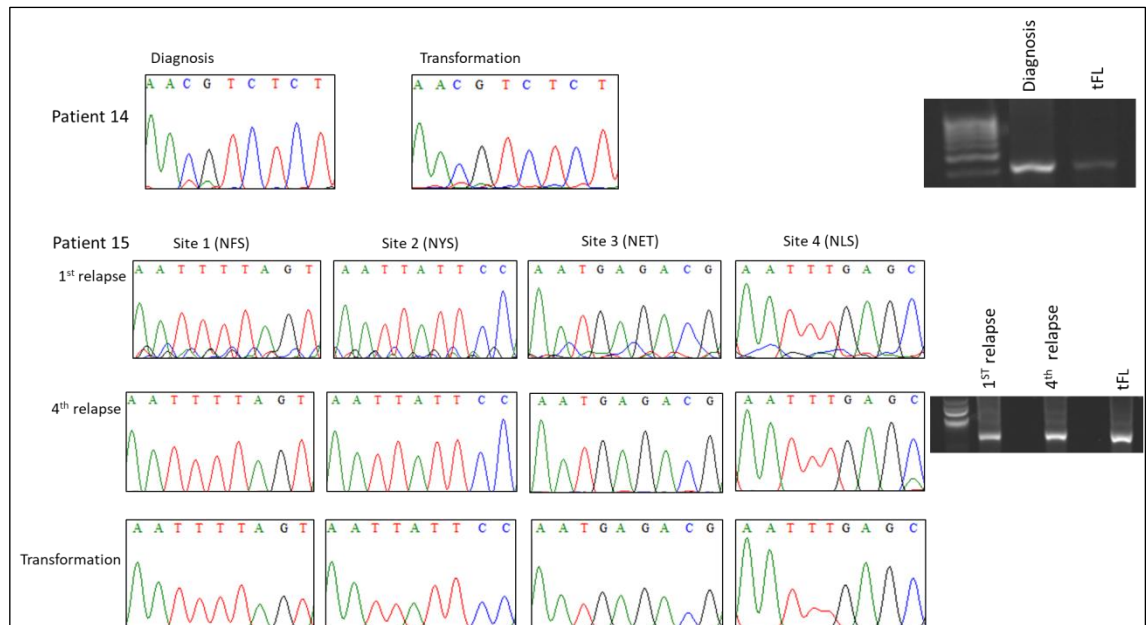 Diagnosis Transformation
A A C G T C T C T A A C G T C T C T
Patient 14
Diagnosis tFL
Patient 15 Site 1 (NFS) Site 2 (NYS) Site 3 (NET) Site 4 (NLS)
1st relapse
A A T T T T A G T A A T T A T T C C A A T G A G A C G A A T T T G A G C
1ST relapse 4th relapse tFL
4th relapse
A A T T T T A G T A A T T A T T C C A A T G A G A C G A A T T T G A G C
Transformation
A A T T T T A G T A A T T A T T C C A A T G A G A C G A A T T T G A G C